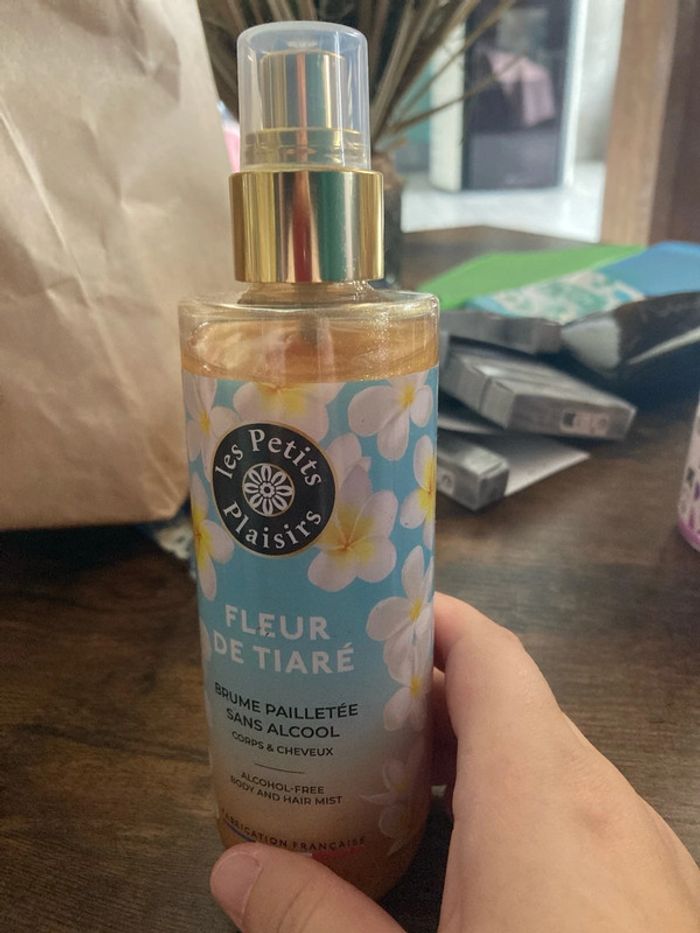 les Petits
Plaisirs
FLEUR
DE TIARÉ
BRUME PAILLETÉE
SANS ALCOOL
CORPS & CHEVEUX
ALCOHOL-FREE
BODY AND HAIR MIST
FABRICATION FRANÇAISE